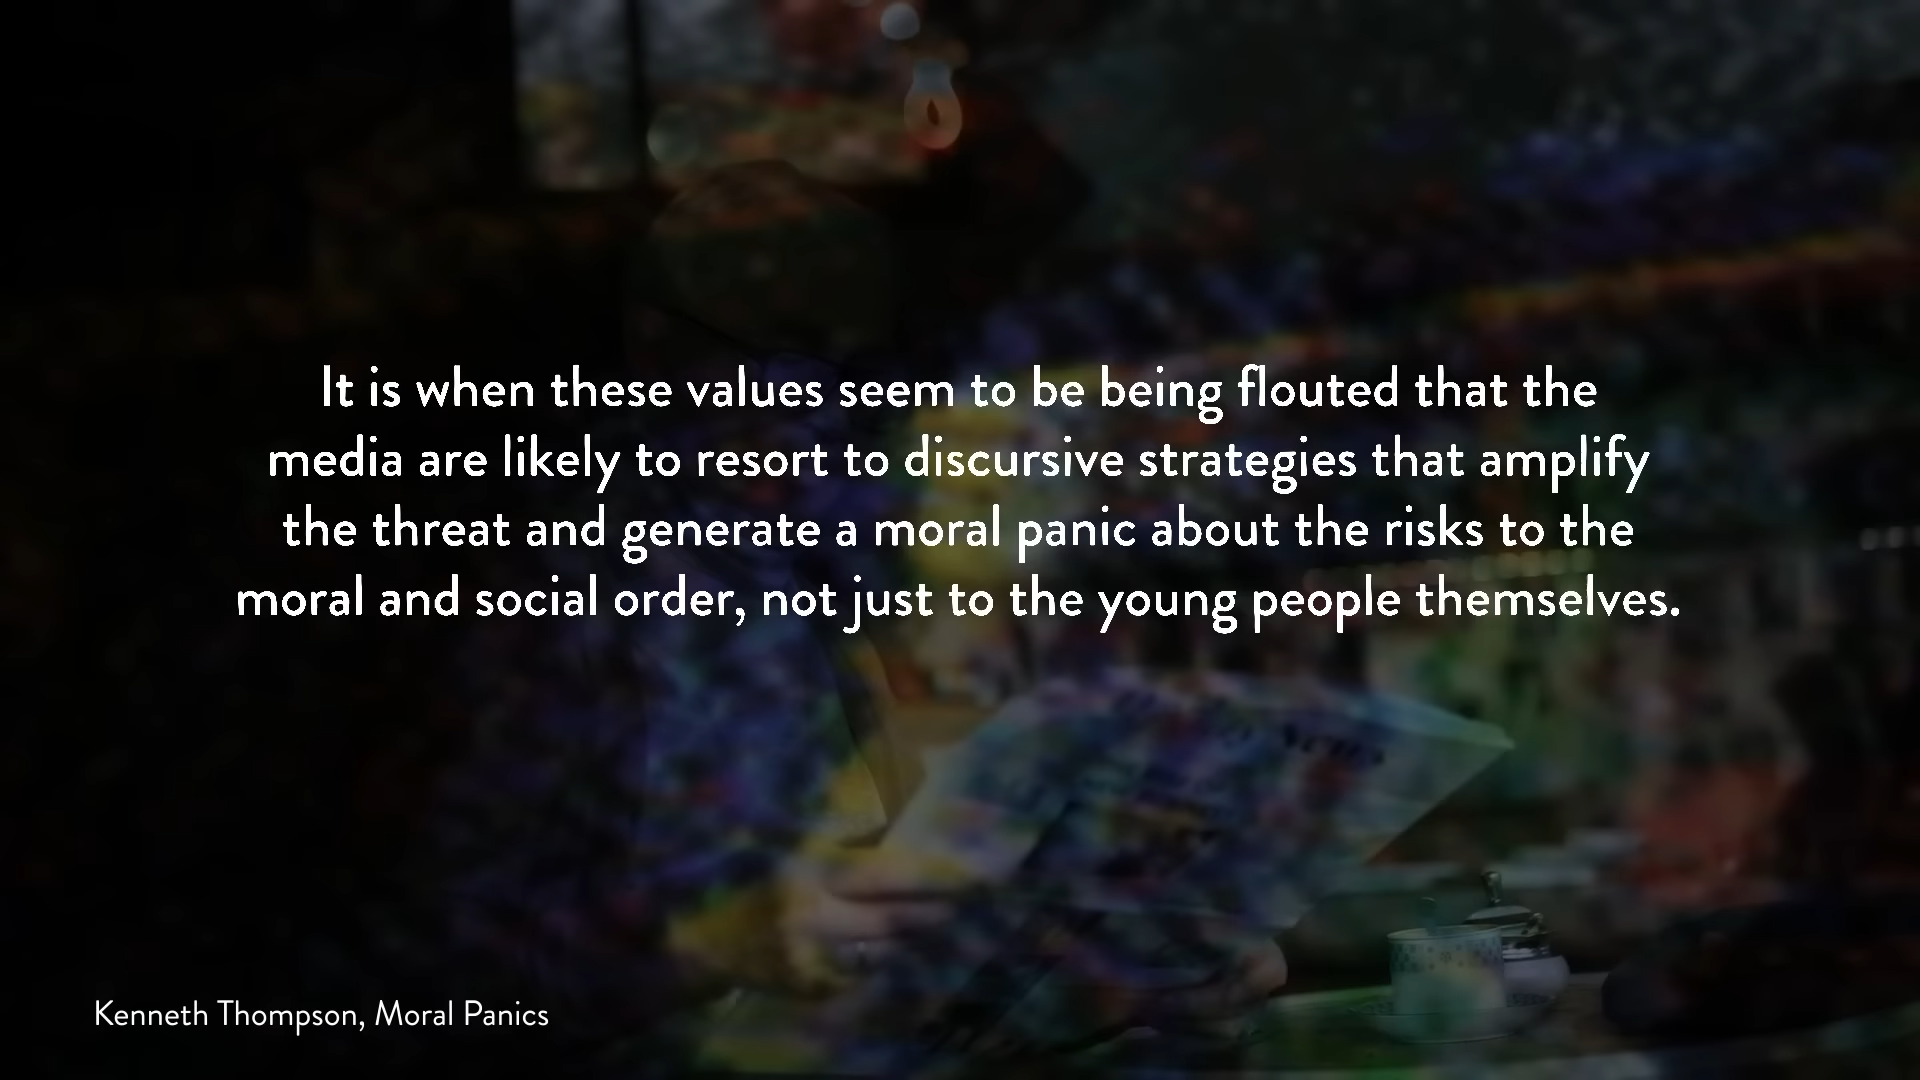 It is when these values seem to be being flouted that the
media are likely to resort to discursive strategies that amplify
the threat and generate a moral panic about the risks to the
moral and social order, not just to the young people themselves.
Kenneth Thompson, Moral Panics